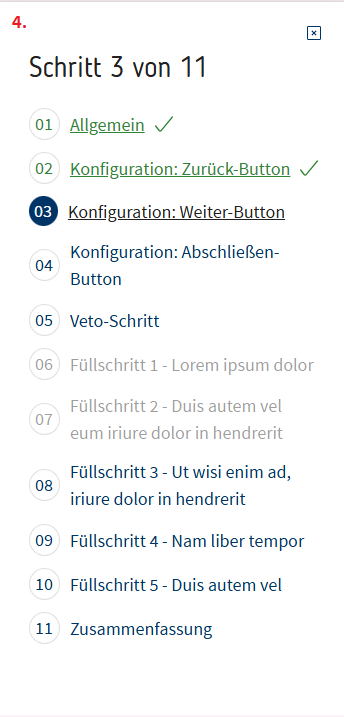 4.
Schritt 3 von 11
01 Allgemein
02 Konfiguration: Zurück-Button
03 Konfiguration: Weiter-Button
04 Konfiguration: Abschließen-
Button
05 Veto-Schritt
06 Füllschritt 1 - Lorem ipsum dolor
07 Füllschritt 2 - Duis autem vel
eum iriure dolor in hendrerit
08 Füllschritt 3 - Ut wisi enim ad,
iriure dolor in hendrerit
09 Füllschritt 4 - Nam liber tempor
10 Füllschritt 5 - Duis autem vel
11 Zusammenfassung